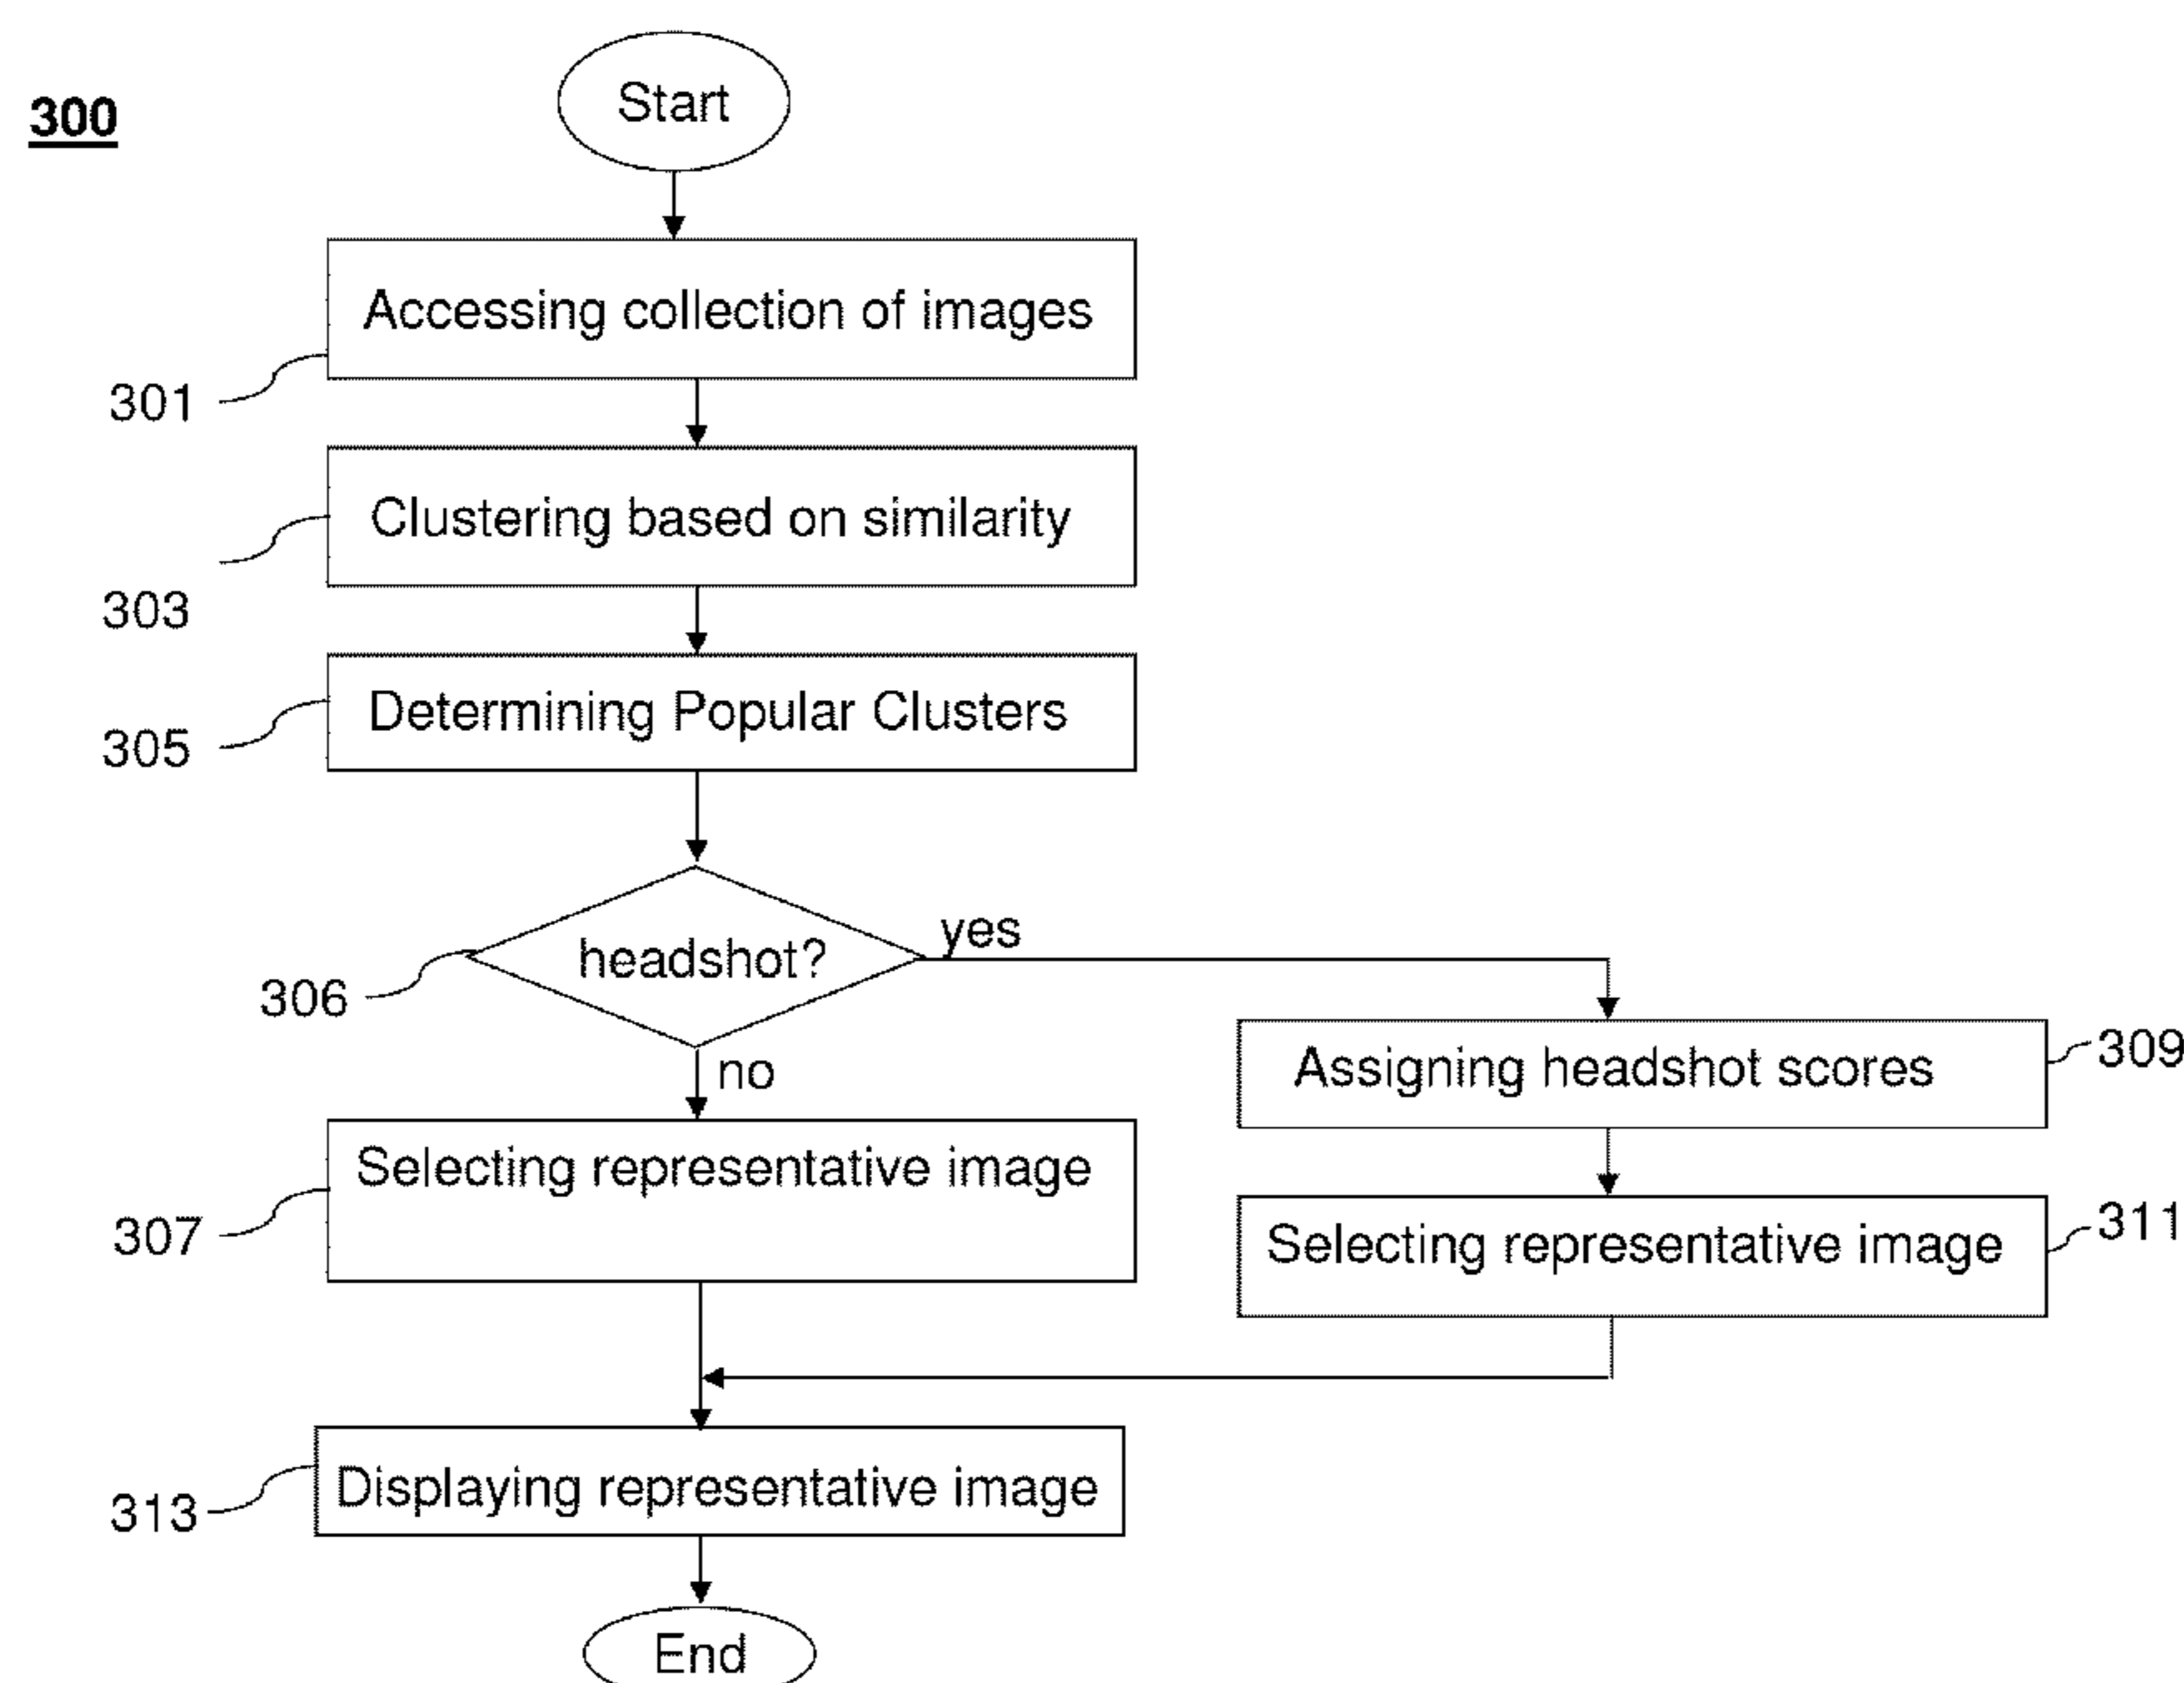 300
Start
Accessing collection of images
301
Clustering based on similarity
303
Determining Popular Clusters
305
headshot?
yes
306
no
Assigning headshot scores
309
Selecting representative image
307
Selecting representative image
311
Displaying representative image
313
End